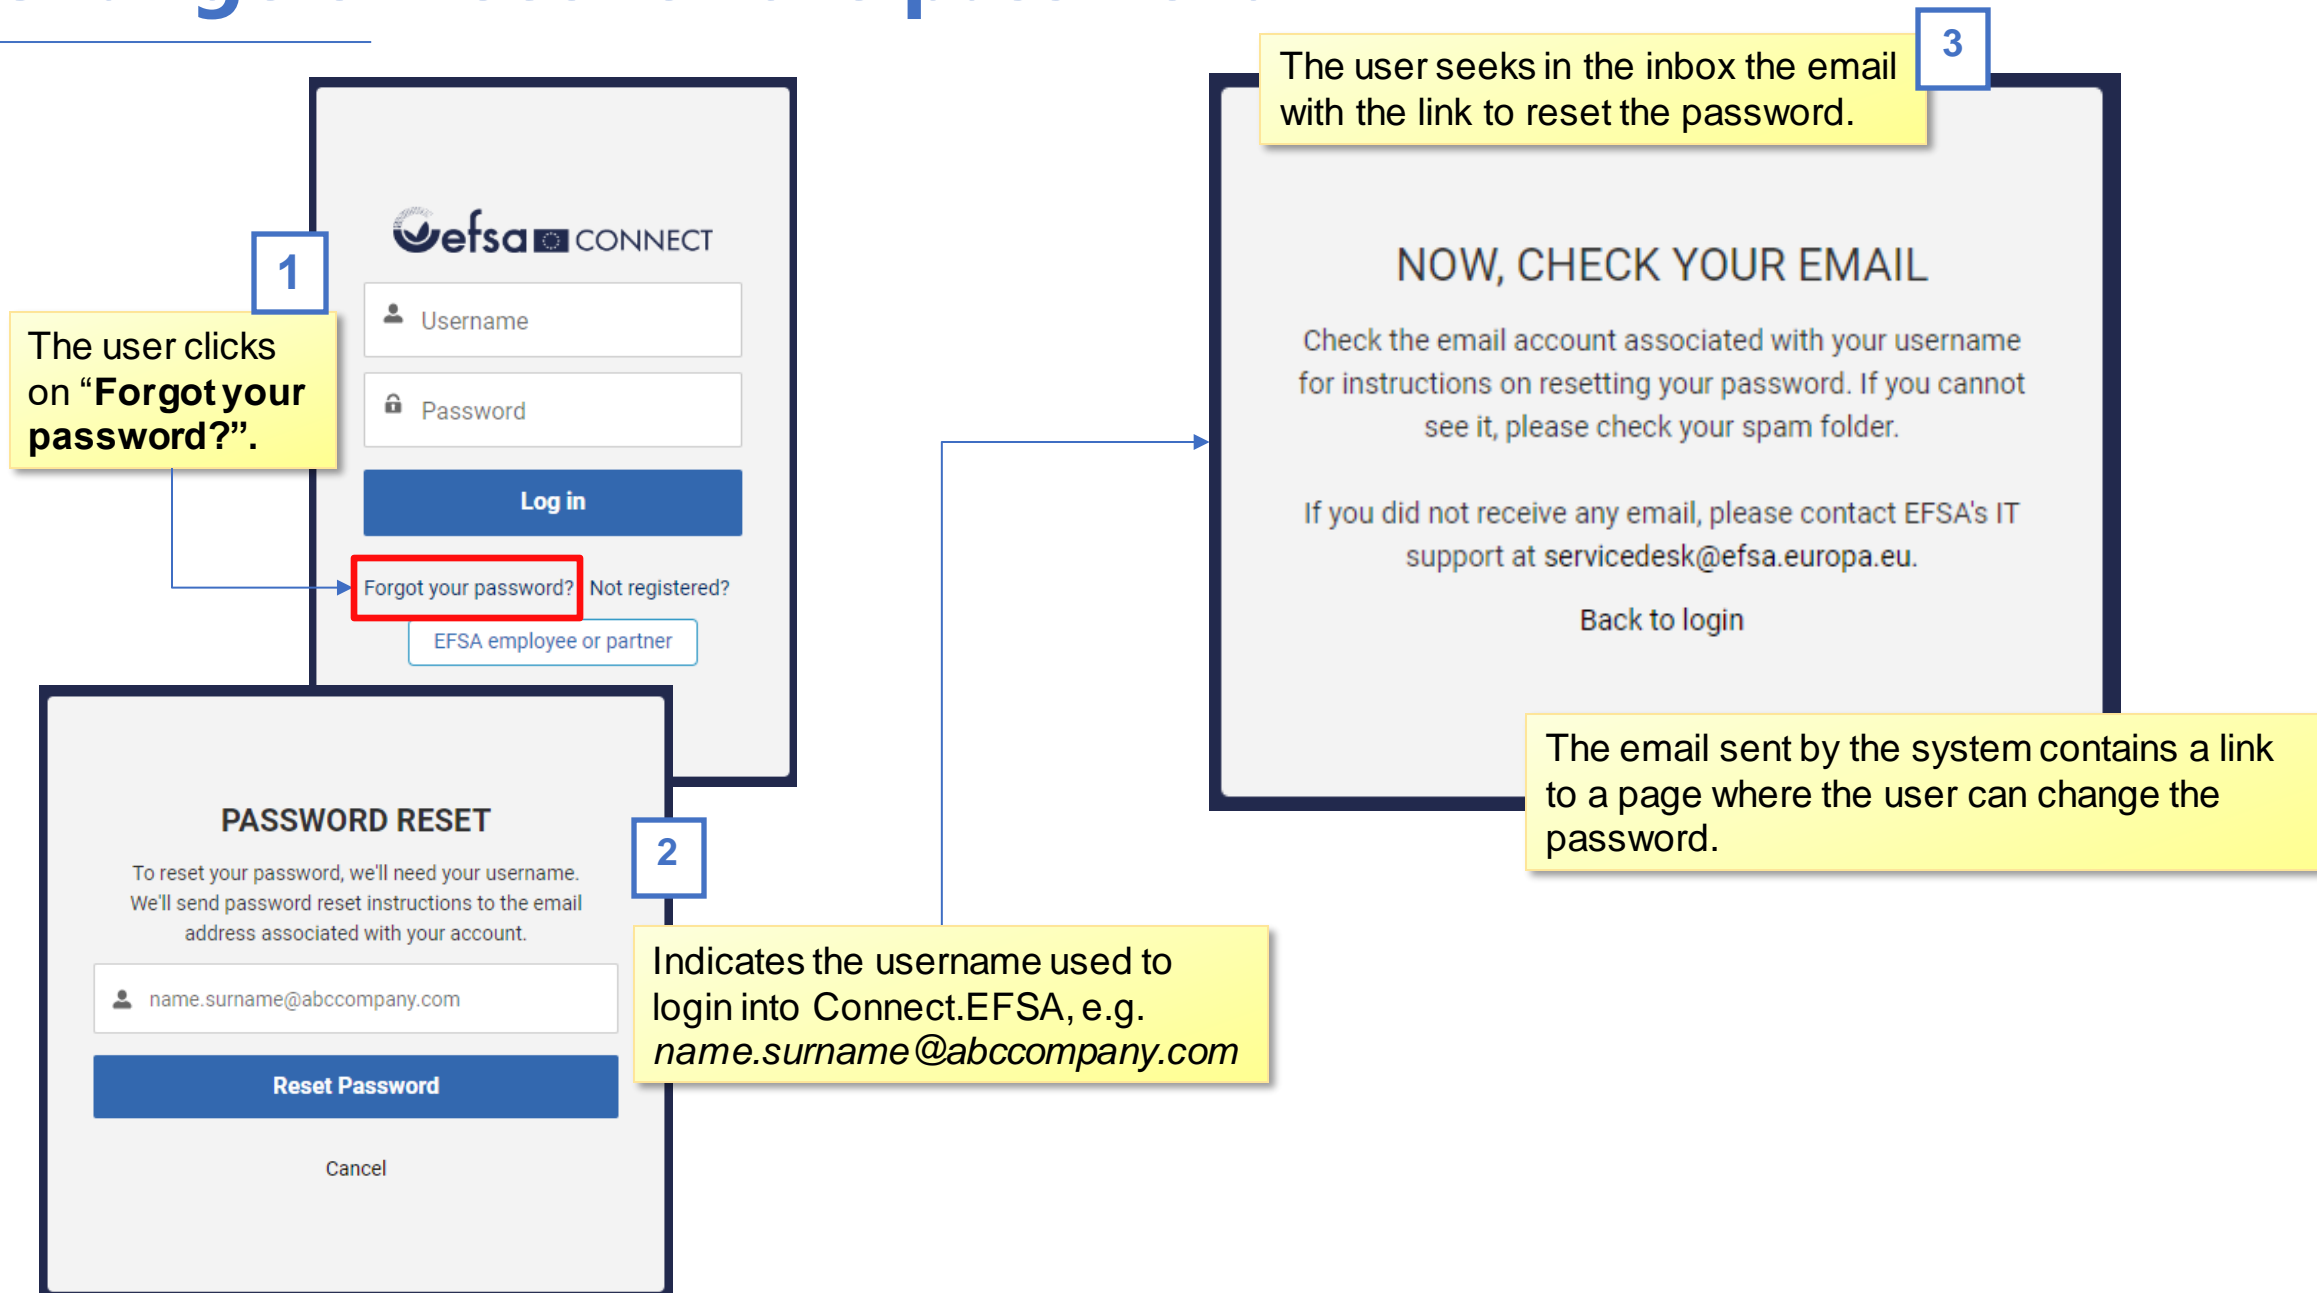 1
The user clicks
on “Forgot your
password?”.
efsa CONNECT
Username
Password
Log in
Forgot your password? Not registered?
EFSA employee or partner
2
PASSWORD RESET
To reset your password, we'll need your username.
We'll send password reset instructions to the email
address associated with your account.
name.surname@abccompany.com
Reset Password
Cancel
Indicates the username used to
login into Connect.EFSA, e.g.
name.surname@abccompany.com
3
The user seeks in the inbox the email
with the link to reset the password.
NOW, CHECK YOUR EMAIL
Check the email account associated with your username
for instructions on resetting your password. If you cannot
see it, please check your spam folder.
If you did not receive any email, please contact EFSA's IT
support at servicedesk@efsa.europa.eu.
Back to login
The email sent by the system contains a link
to a page where the user can change the
password.